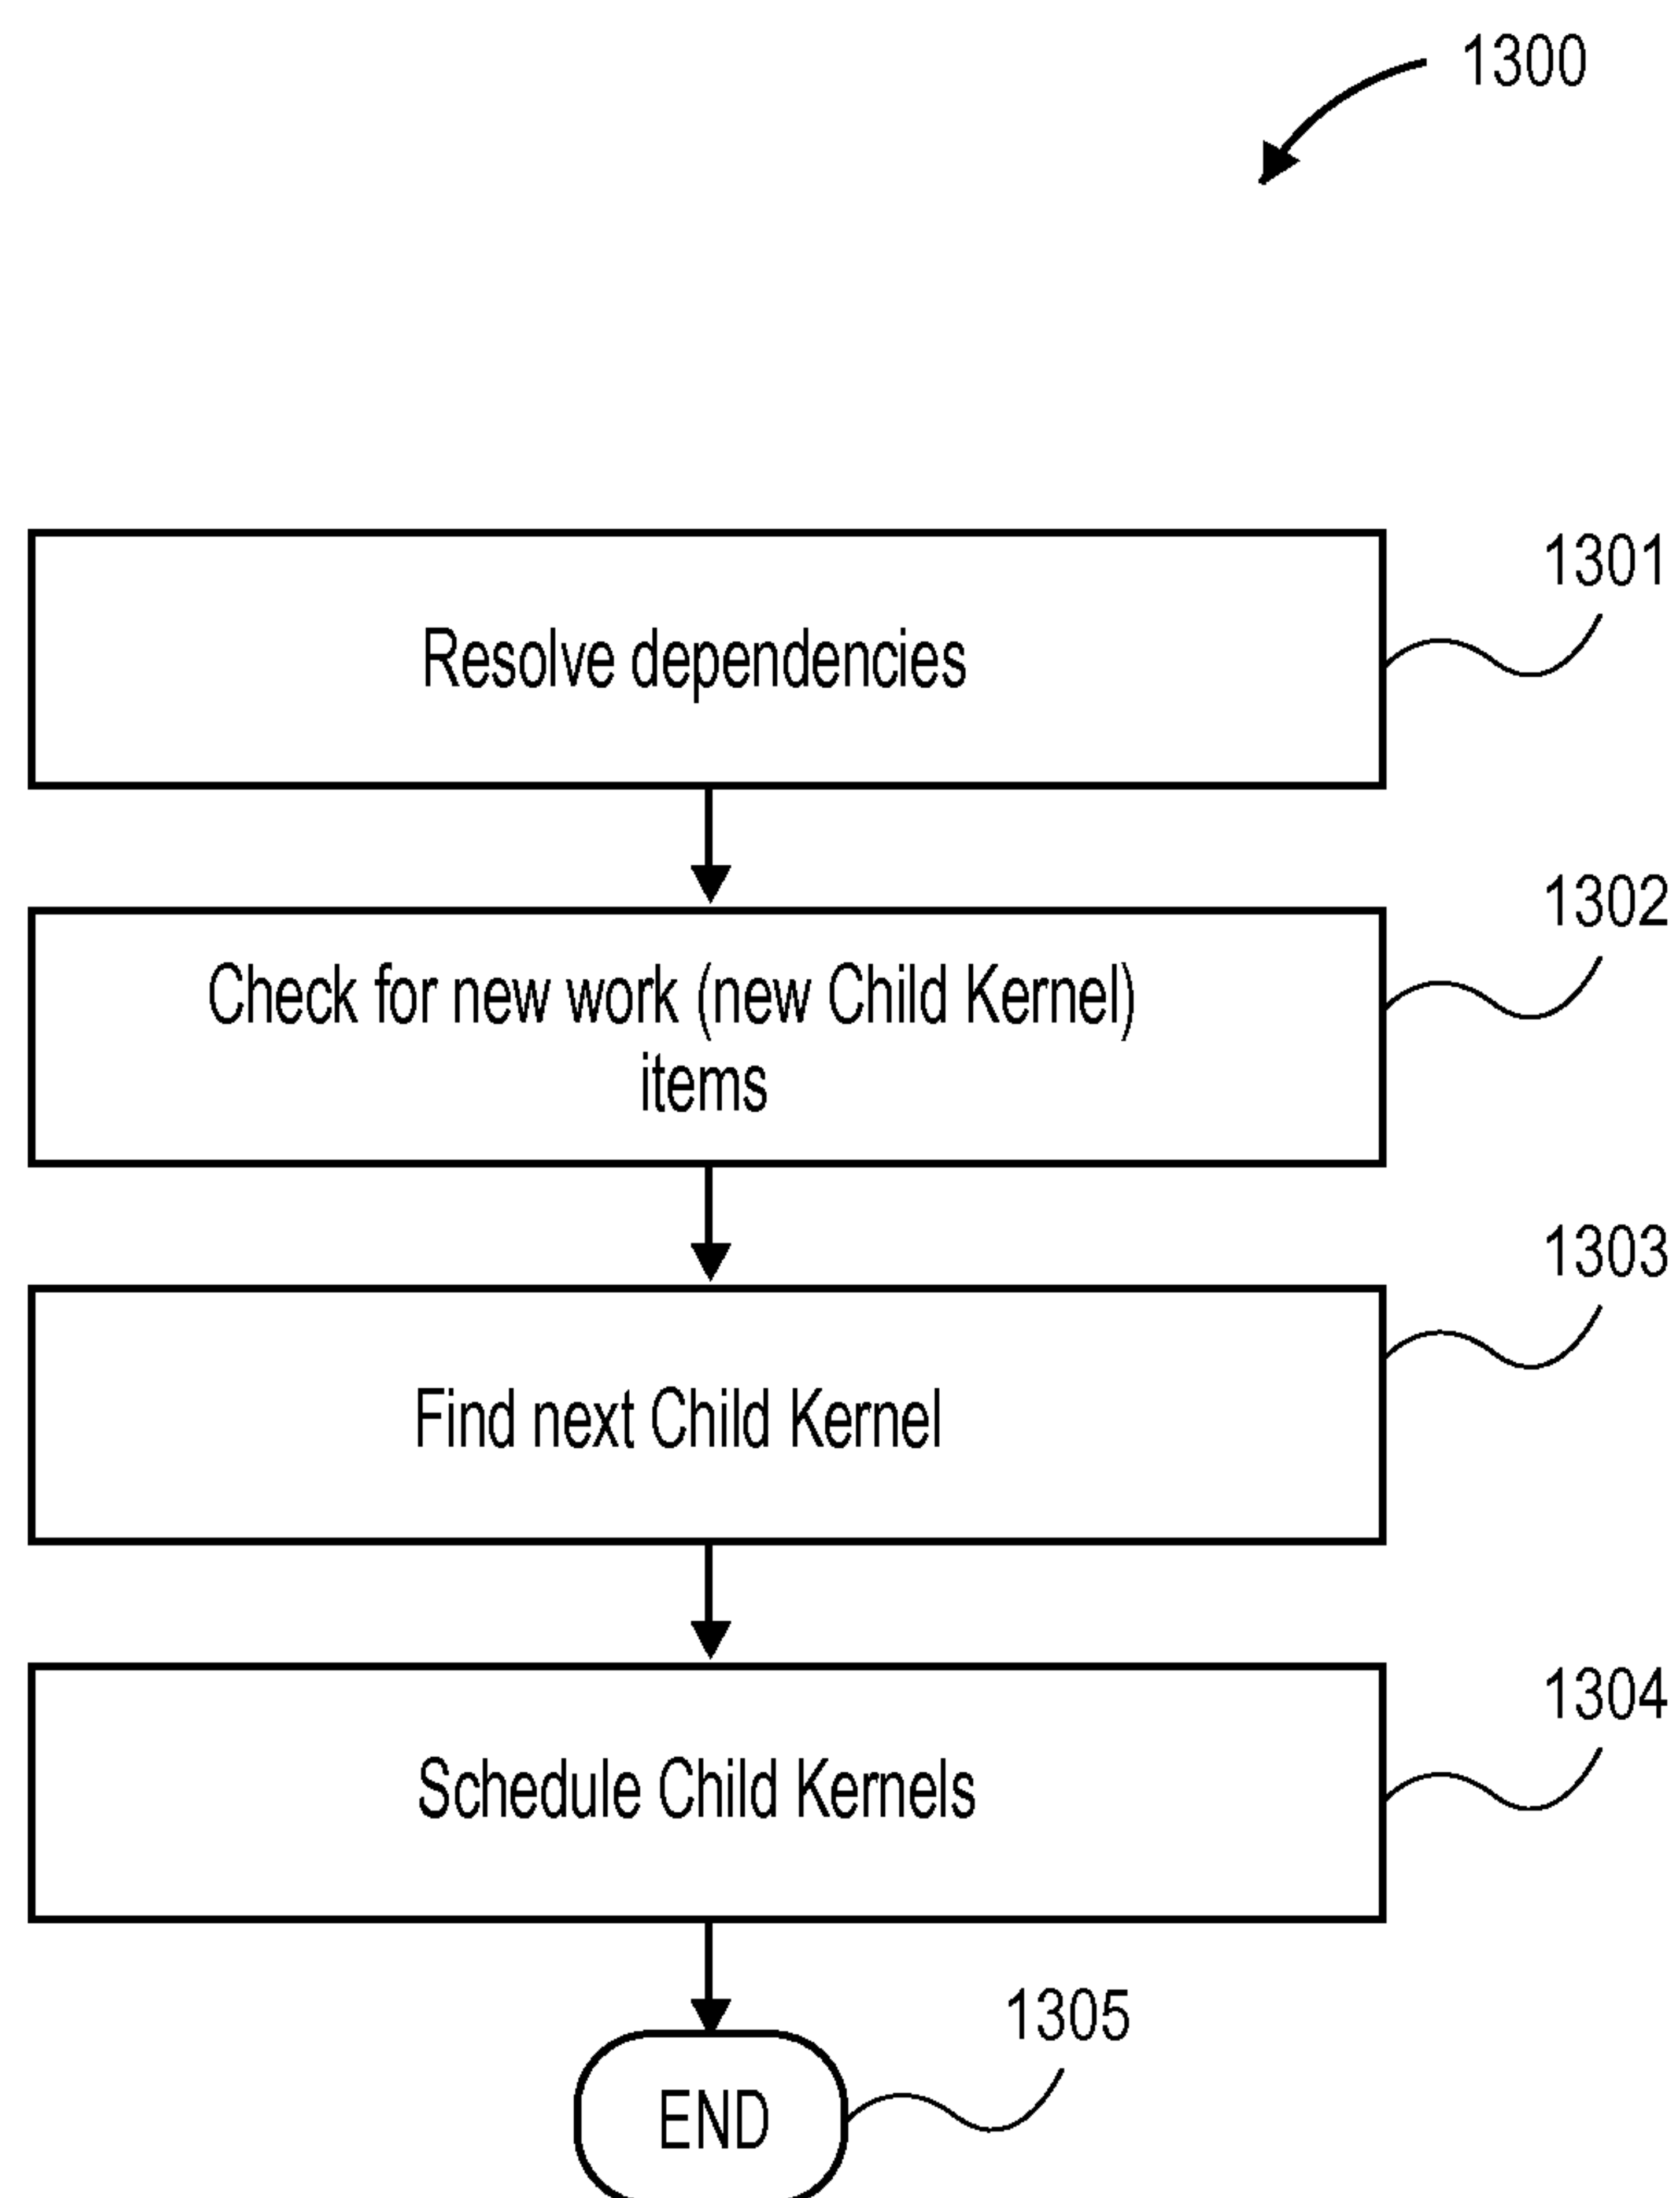 1300
1301
Resolve dependencies
1302
Check for new work (new Child Kernel)
items
1303
Find next Child Kernel
1304
Schedule Child Kernels
1305
END